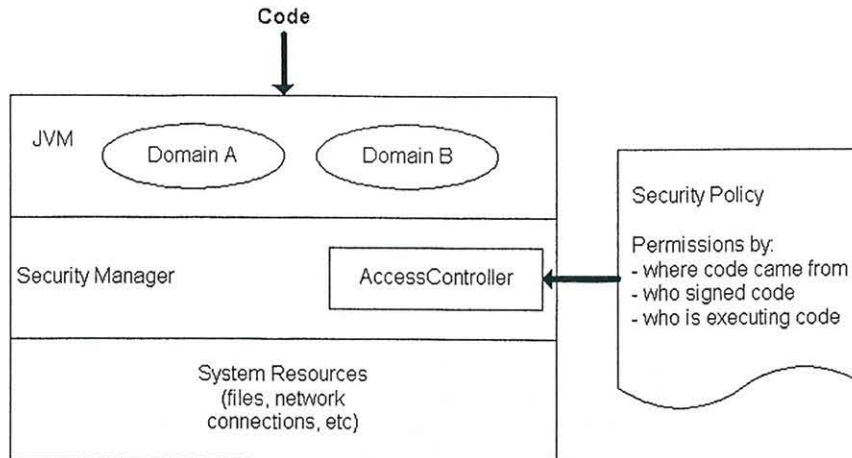 Code
JVM
Domain A
Domain B
Security Manager
AccessController
System Resources
(files, network
connections, etc)
Security Policy
Permissions by:
- where code came from
- who signed code
- who is executing code